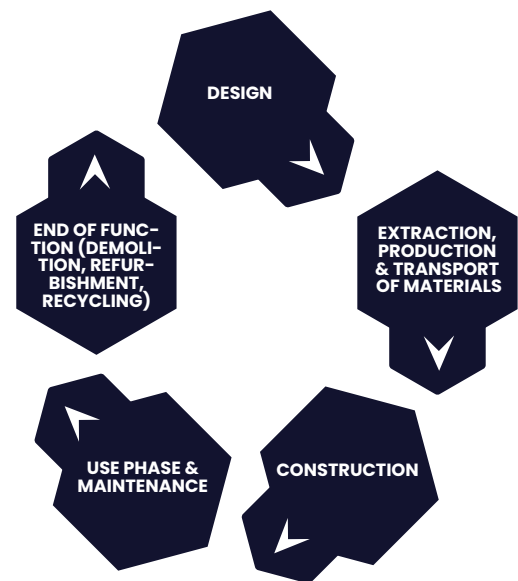 DESIGN
EXTRACTION,
PRODUCTION
& TRANSPORT
OF MATERIALS
CONSTRUCTION
USE PHASE &
MAINTENANCE
END OF FUNC-
TION (DEMOLI-
TION, REFUR-
BISHMENT,
RECYCLING)